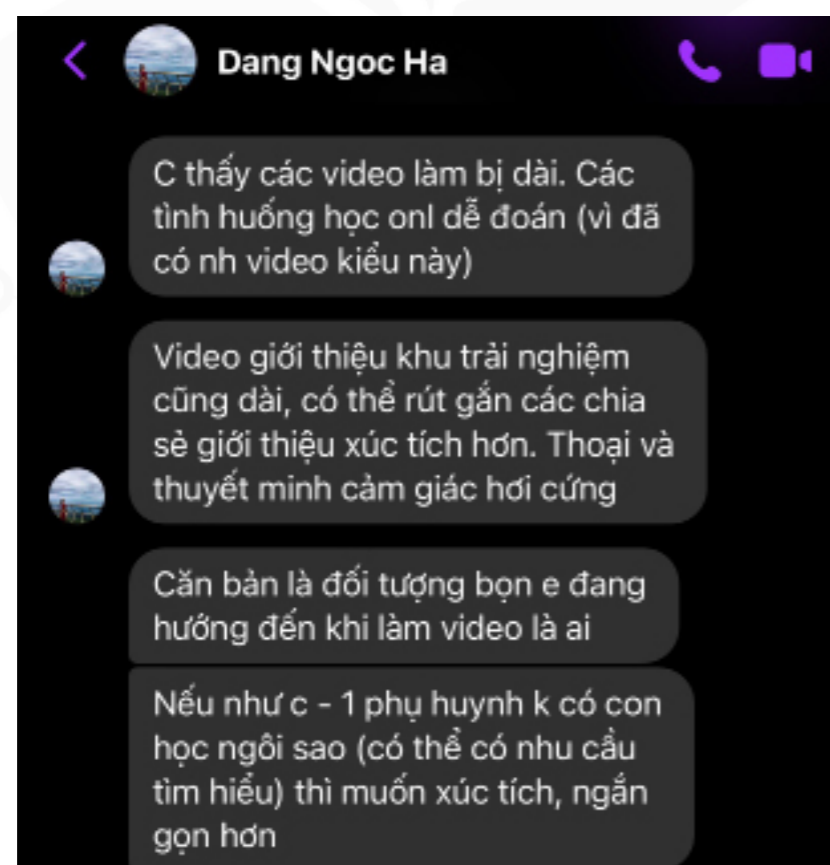 Dang Ngoc Ha
C thấy các video làm bị dài. Các
tình huống học onl dễ đoán (vì đã
có nh video kiểu này)
Video giới thiệu khu trải nghiệm
cũng dài, có thể rút gắn các chia
sẻ giới thiệu xúc tích hơn. Thoại và
thuyết minh cảm giác hơi cứng
Căn bản là đối tượng bọn e đang
hướng đến khi làm video là ai
Nếu như c - 1 phụ huynh k có con
học ngôi sao (có thể có nhu cầu
tìm hiểu) thì muốn xúc tích, ngắn
gọn hơn